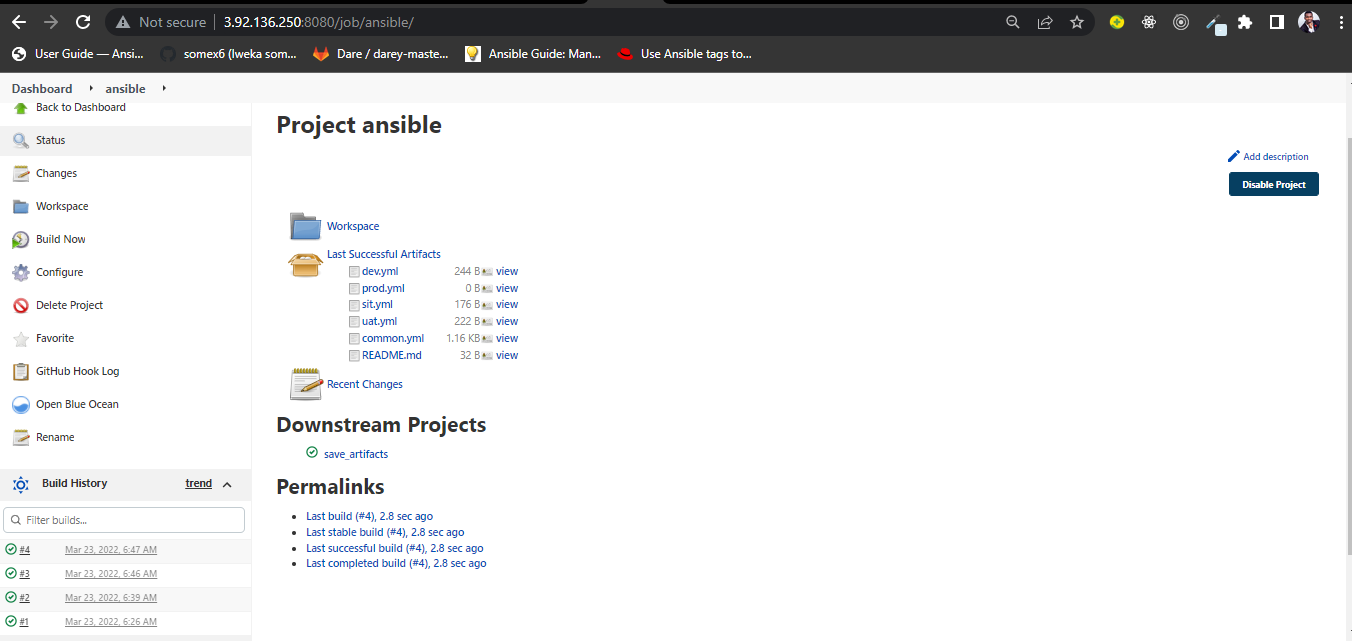 Not secure | 3.92.136.250:8080/job/ansible/
User Guide — Ansi... somex6 (Iweka som... Dare / darey-maste... Ansible Guide: Man... Use Ansible tags to...
Dashboard ansible
Back to Dashboard
Status
Changes
Workspace
Build Now
Configure
Delete Project
Favorite
GitHub Hook Log
Open Blue Ocean
Rename
Build History trend
Filter builds...
#4 Mar 23, 2022, 6:47 AM
#3 Mar 23, 2022, 6:46 AM
#2 Mar 23, 2022, 6:39 AM
#1 Mar 23, 2022, 6:26 AM
Project ansible
Add description
Disable Project
Workspace
Last Successful Artifacts
dev.yml 244 B view
prod.yml 0 B view
sit.yml 176 B view
uat.yml 222 B view
common.yml 1.16 KB view
README.md 32 B view
Recent Changes
Downstream Projects
save_artifacts
Permalinks
Last build (#4), 2.8 sec ago
Last stable build (#4), 2.8 sec ago
Last successful build (#4), 2.8 sec ago
Last completed build (#4), 2.8 sec ago